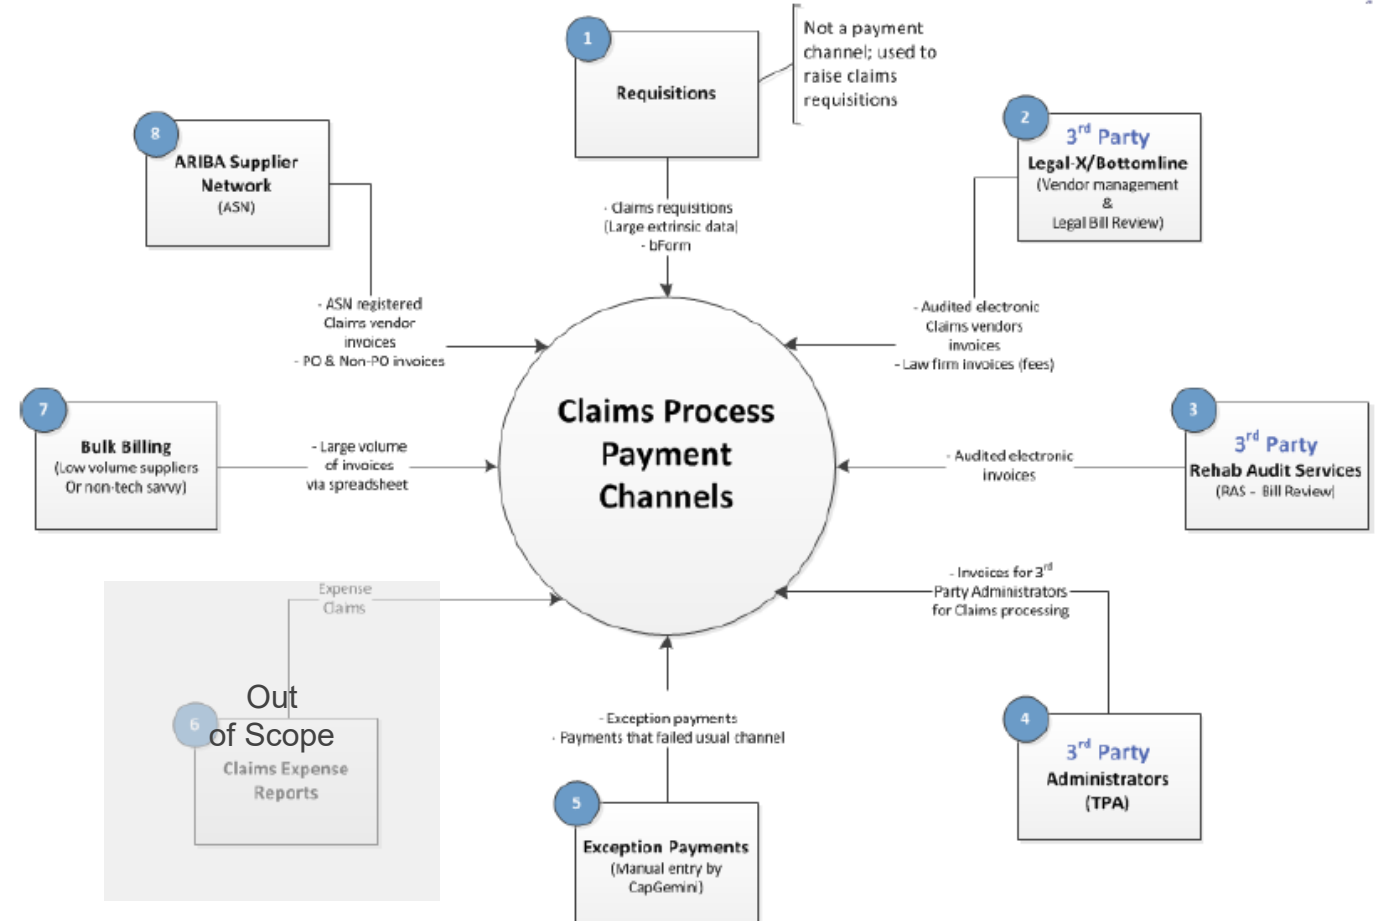 1
Requisitions
Not a payment
channel; used to
raise claims
requisitions
- Claims requisitions
(Large extrinsic data)
- bForm
2
3rd Party
Legal-X/Bottomline
(Vendor management
&
Legal Bill Review)
- Audited electronic
Claims vendors
invoices
- Law firm invoices (fees)
3
3rd Party
Rehab Audit Services
(RAS - Bill Review)
- Audited electronic
invoices
4
3rd Party
Administrators
(TPA)
- Invoices for 3rd
Party Administrators
for Claims processing
5
Exception Payments
(Manual entry by
CapGemini)
- Exception payments
- Payments that failed usual channel
6
Out
of Scope
Claims Expense
Reports
Expense
Claims
7
Bulk Billing
(Low volume suppliers
Or non-tech savvy)
- Large volume
of invoices
via spreadsheet
8
ARIBA Supplier
Network
(ASN)
- ASN registered
Claims vendor
invoices
- PO & Non-PO invoices
Claims Process
Payment
Channels